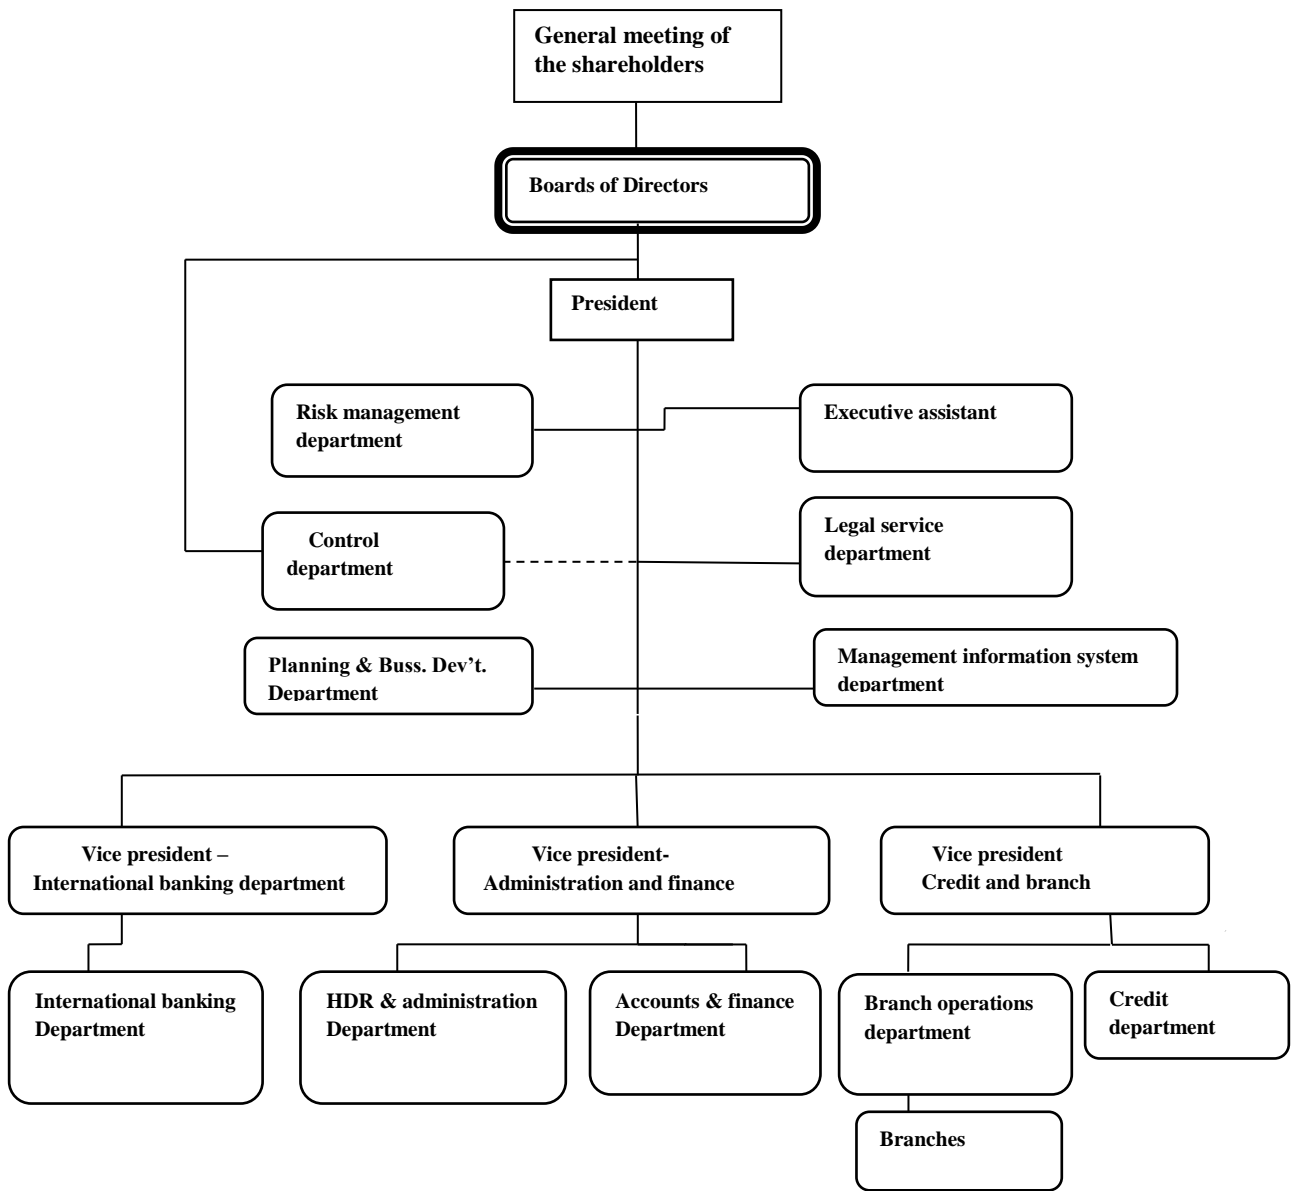 General meeting of
the shareholders
Boards of Directors
President
Risk management
department
Executive assistant
Control
department
Legal service
department
Planning & Buss. Dev’t.
Department
Management information system
department
Vice president –
International banking department
Vice president-
Administration and finance
Vice president
Credit and branch
International banking
Department
HDR & administration
Department
Accounts & finance
Department
Branch operations
department
Credit
department
Branches